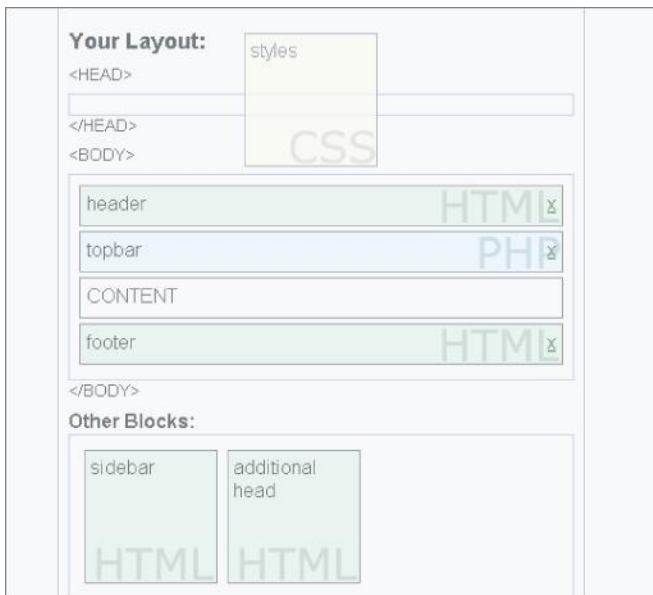 Your Layout:
styles
<HEAD>
</HEAD>
CSS
<BODY>
header HTML x
topbar PHP x
CONTENT
footer HTML x
</BODY>
Other Blocks:
sidebar
additional
head
HTML
HTML